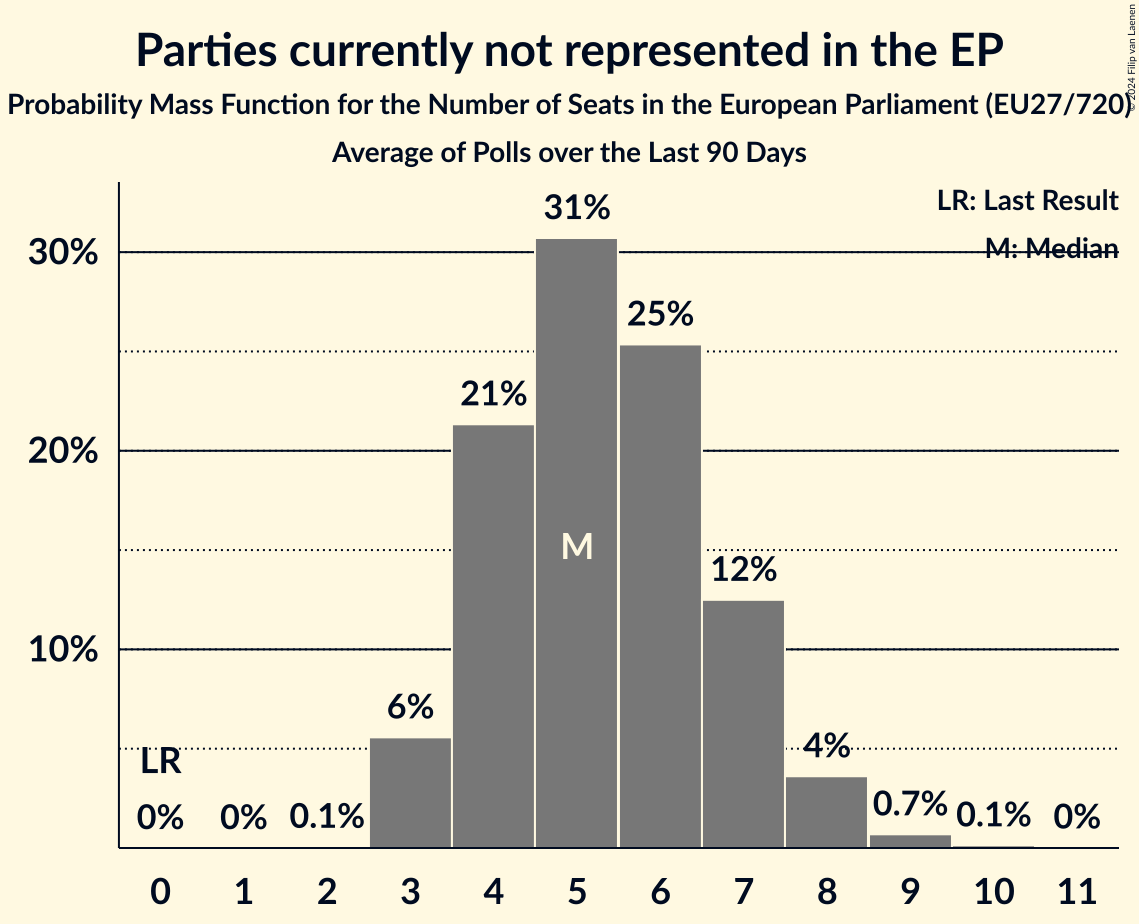 Parties currently not represented in the EP
Probability Mass Function for the Number of Seats in the European Parliament (EU27/720)
Average of Polls over the Last 90 Days
© 2024 Filip van Laenen
LR: Last Result
M: Median
30%
20%
10%
31%
25%
21%
M
12%
6%
4%
LR
0%
0%
0.1%
0.7%
0.1%
0%
0 1 2 3 4 5 6 7 8 9 10 11